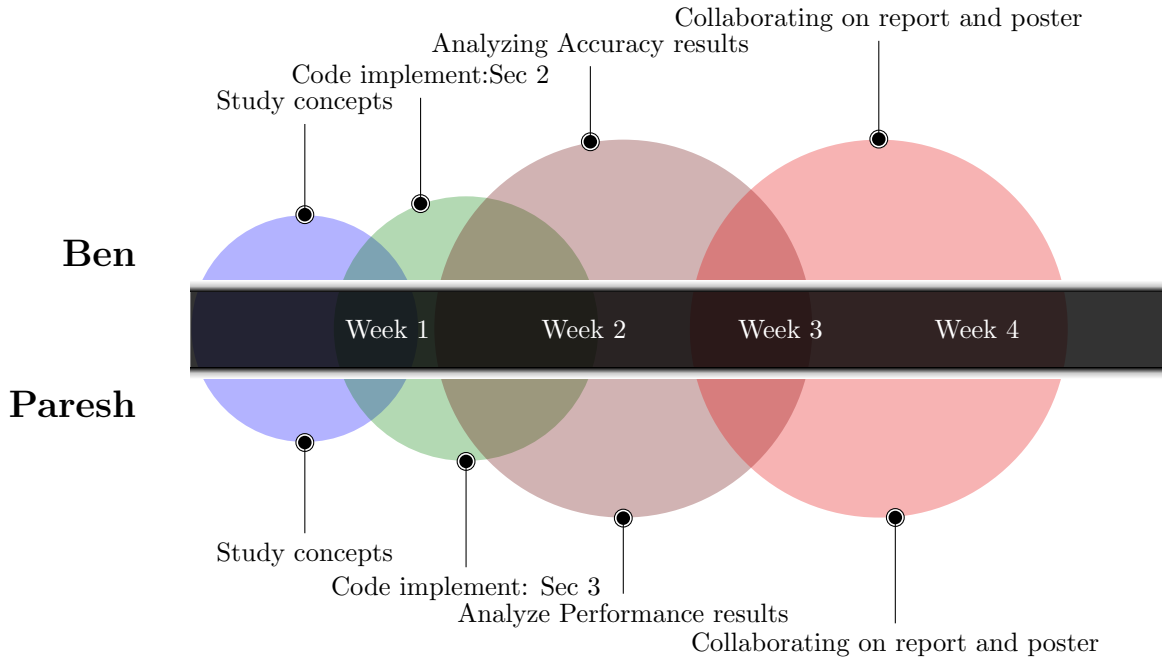 Collaborating on report and poster
Analyzing Accuracy results
Code implement:Sec 2
Study concepts
Ben
Week 1
Week 2
Week 3
Week 4
Paresh
Study concepts
Code implement: Sec 3
Analyze Performance results
Collaborating on report and poster